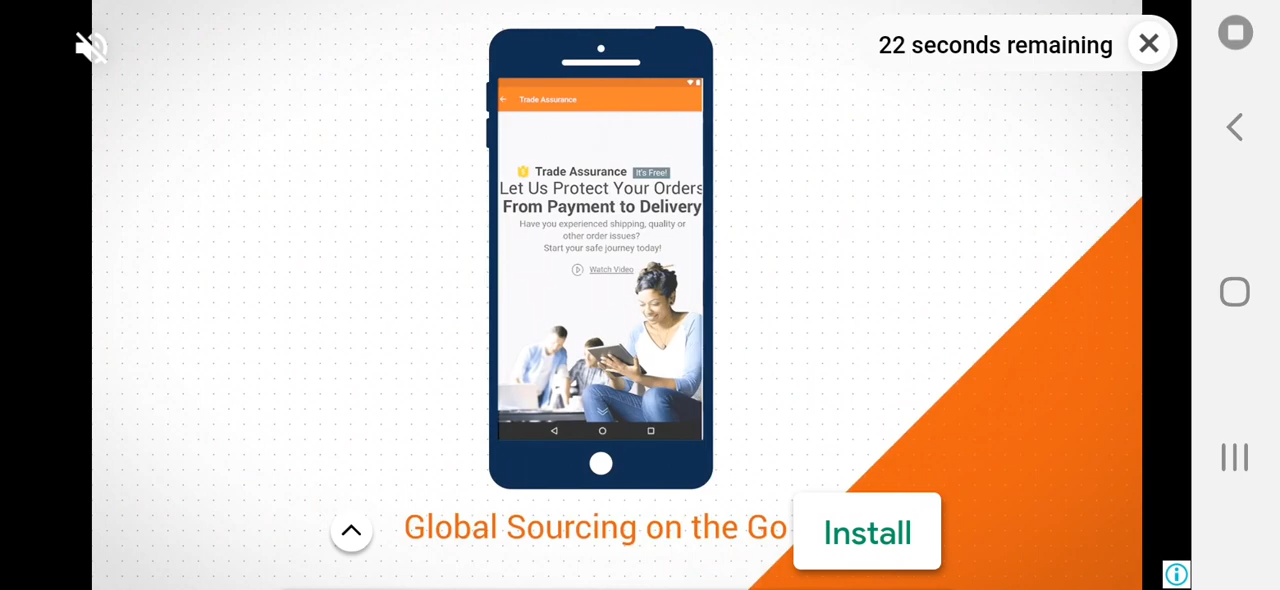 22 seconds remaining
Trade Assurance
Trade Assurance It's Free!
Let Us Protect Your Orders
From Payment to Delivery
Have you experienced shipping, quality or
other order issues?
Start your safe journey today!
Watch Video
Global Sourcing on the Go
Install